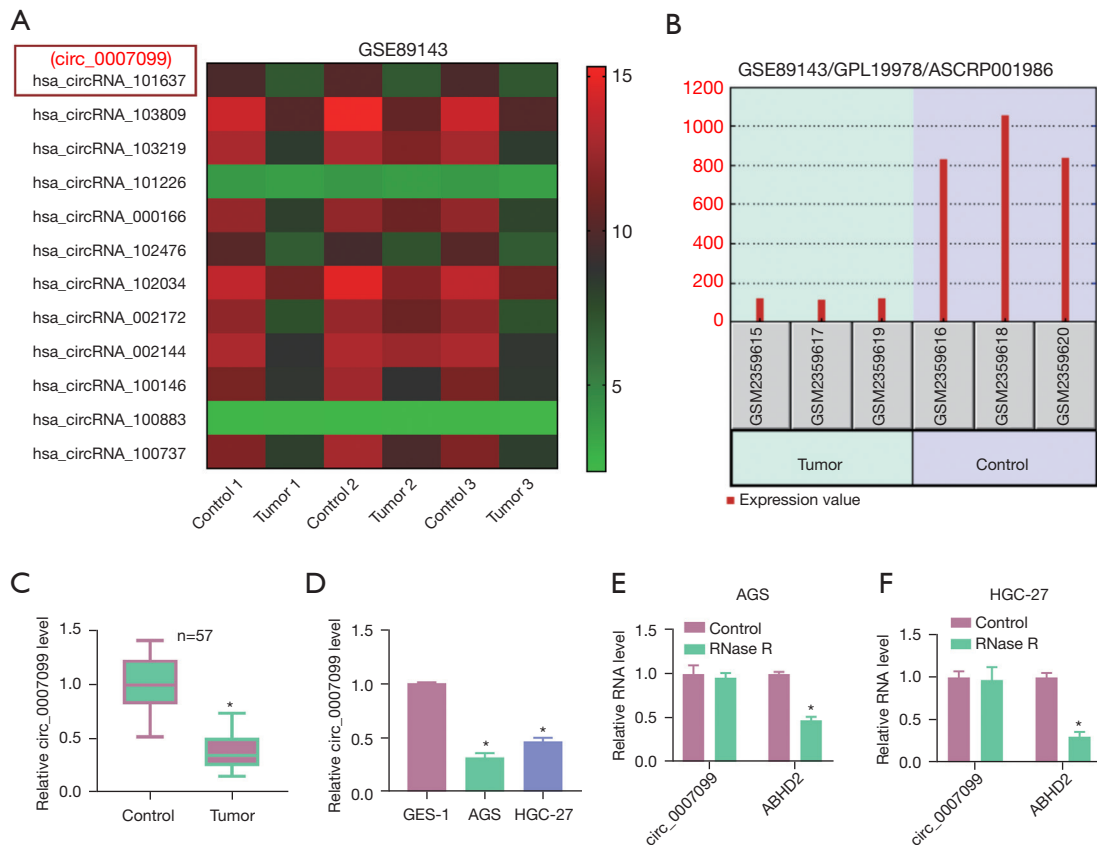 A
GSE89143
(circ_0007099)
hsa_circRNA_101637
hsa_circRNA_103809
hsa_circRNA_103219
hsa_circRNA_101226
hsa_circRNA_000166
hsa_circRNA_102476
hsa_circRNA_102034
hsa_circRNA_002172
hsa_circRNA_002144
hsa_circRNA_100146
hsa_circRNA_100883
hsa_circRNA_100737
Control 1
Tumor 1
Control 2
Tumor 2
Control 3
Tumor 3
15
10
5
B
GSE89143/GPL19978/ASCRP001986
1200
1000
800
600
400
200
0
GSM2359615
GSM2359617
GSM2359619
GSM2359616
GSM2359618
GSM2359620
Tumor
Control
Expression value
C
Relative circ_0007099 level
1.5
1.0
0.5
0.0
n=57
*
Control
Tumor
D
Relative circ_0007099 level
1.5
1.0
0.5
0.0
*
*
GES-1
AGS
HGC-27
E
AGS
Relative RNA level
1.5
1.0
0.5
0.0
Control
RNase R
*
circ_0007099
ABHD2
F
HGC-27
Relative RNA level
1.5
1.0
0.5
0.0
Control
RNase R
*
circ_0007099
ABHD2